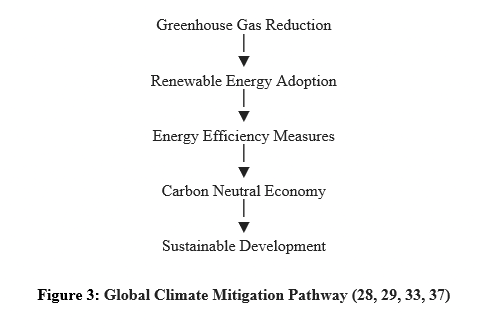 Greenhouse Gas Reduction
Renewable Energy Adoption
Energy Efficiency Measures
Carbon Neutral Economy
Sustainable Development
Figure 3: Global Climate Mitigation Pathway (28, 29, 33, 37)